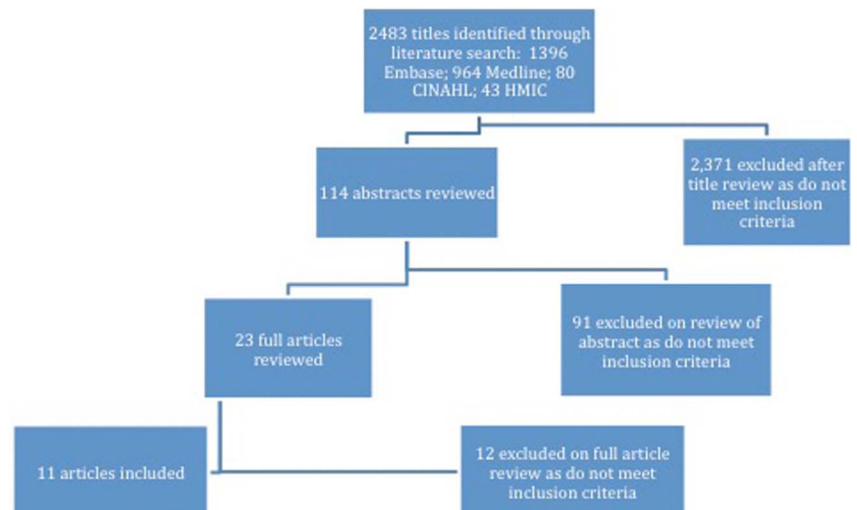 2483 titles identified through
literature search:  1396
Embase; 964 Medline; 80
CINAHL; 43 HMIC
2,371 excluded after
title review as do not
meet inclusion
criteria
114 abstracts reviewed
23 full articles
reviewed
91 excluded on review of
abstract as do not meet
inclusion criteria
11 articles included
12 excluded on full article
review as do not meet
inclusion criteria